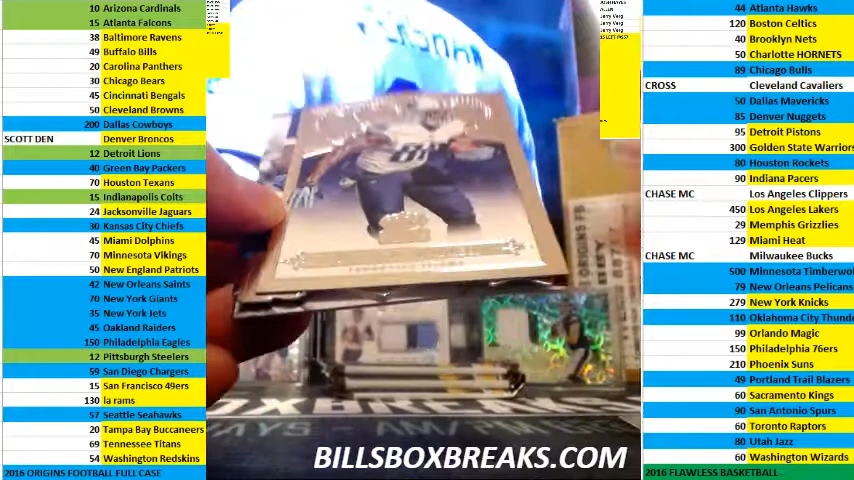 10 Arizona Cardinals
15 Atlanta Falcons
38 Baltimore Ravens
49 Buffalo Bills
20 Carolina Panthers
30 Chicago Bears
45 Cincinnati Bengals
50 Cleveland Browns
200 Dallas Cowboys
SCOTT DEN Denver Broncos
12 Detroit Lions
40 Green Bay Packers
70 Houston Texans
15 Indianapolis Colts
24 Jacksonville Jaguars
30 Kansas City Chiefs
45 Miami Dolphins
70 Minnesota Vikings
50 New England Patriots
42 New Orleans Saints
70 New York Giants
35 New York Jets
45 Oakland Raiders
150 Philadelphia Eagles
12 Pittsburgh Steelers
59 San Diego Chargers
15 San Francisco 49ers
130 la rams
57 Seattle Seahawks
20 Tampa Bay Buccaneers
69 Tennessee Titans
54 Washington Redskins
2016 ORIGINS FOOTBALL FULL CASE
Jerry Verg
Jerry Verg
Jerry Verg
ORIGINS FB
BILLSBOXBREAKS.COM
44 Atlanta Hawks
120 Boston Celtics
40 Brooklyn Nets
50 Charlotte HORNETS
89 Chicago Bulls
CROSS Cleveland Cavaliers
50 Dallas Mavericks
85 Denver Nuggets
95 Detroit Pistons
300 Golden State Warriors
80 Houston Rockets
90 Indiana Pacers
CHASE MC Los Angeles Clippers
450 Los Angeles Lakers
29 Memphis Grizzlies
129 Miami Heat
CHASE MC Milwaukee Bucks
500 Minnesota Timberwol
79 New Orleans Pelicans
279 New York Knicks
110 Oklahoma City Thund
99 Orlando Magic
150 Philadelphia 76ers
210 Phoenix Suns
49 Portland Trail Blazers
60 Sacramento Kings
90 San Antonio Spurs
60 Toronto Raptors
80 Utah Jazz
60 Washington Wizards
2016 FLAWLESS BASKETBALL